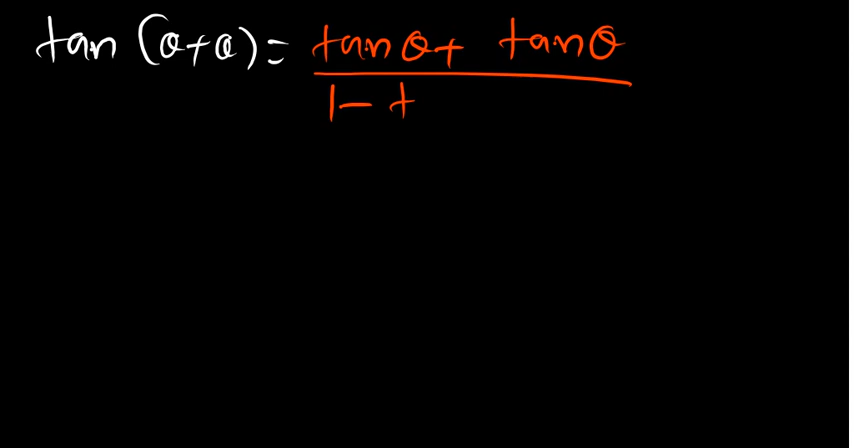 tan (θ+θ) = tanθ + tanθ
1 - t